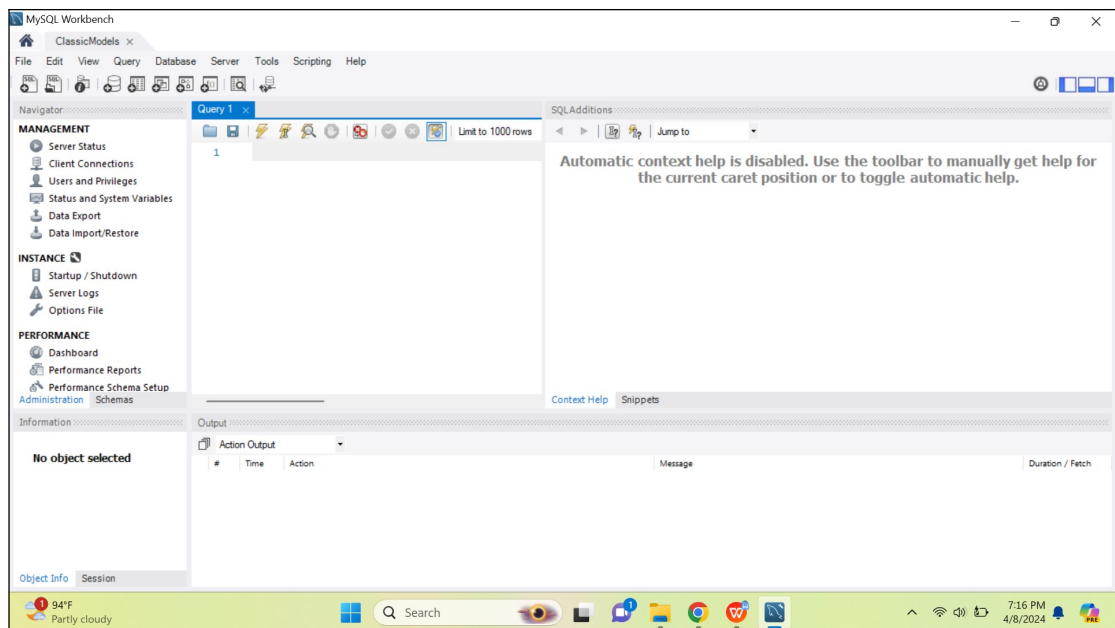 MySQL Workbench
ClassicModels
File Edit View Query Database Server Tools Scripting Help
Navigator
MANAGEMENT
Server Status
Client Connections
Users and Privileges
Status and System Variables
Data Export
Data Import/Restore
INSTANCE
Startup / Shutdown
Server Logs
Options File
PERFORMANCE
Dashboard
Performance Reports
Performance Schema Setup
Administration Schemas
Query 1
Limit to 1000 rows
1
SQLAdditions
Jump to
Automatic context help is disabled. Use the toolbar to manually get help for
the current caret position or to toggle automatic help.
Context Help Snippets
Information
No object selected
Object Info Session
Output
Action Output
# Time Action Message Duration / Fetch
1
94°F
Partly cloudy
Search
1
W
7:16 PM
4/8/2024
PRE